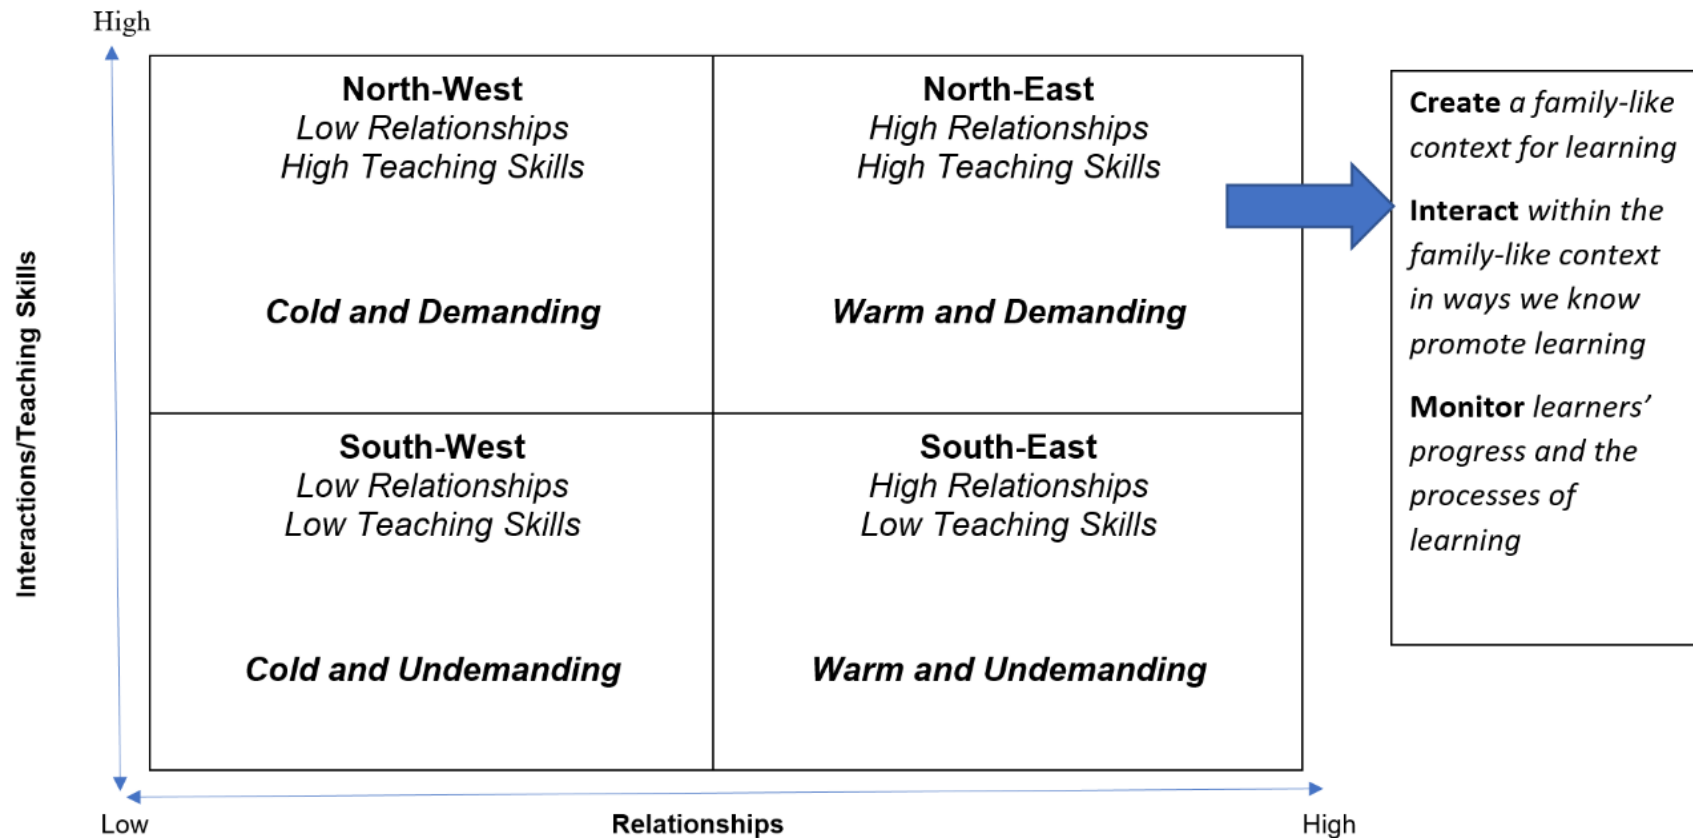 High
North-West
Low Relationships
High Teaching Skills
Cold and Demanding
North-East
High Relationships
High Teaching Skills
Warm and Demanding
Create a family-like
context for learning
Interact within the
family-like context
in ways we know
promote learning
Monitor learners’
progress and the
processes of
learning
Interactions/Teaching Skills
South-West
Low Relationships
Low Teaching Skills
Cold and Undemanding
South-East
High Relationships
Low Teaching Skills
Warm and Undemanding
Low
Relationships
High